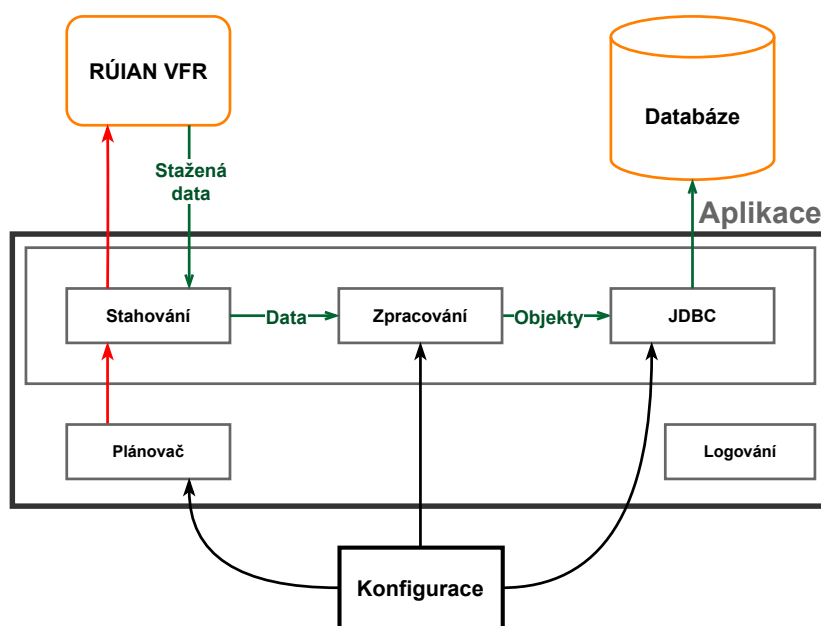 RÚIAN VFR
Databáze
Stažená
data
Aplikace
Stahování
Data
Zpracování
Objekty
JDBC
Plánovač
Logování
Konfigurace